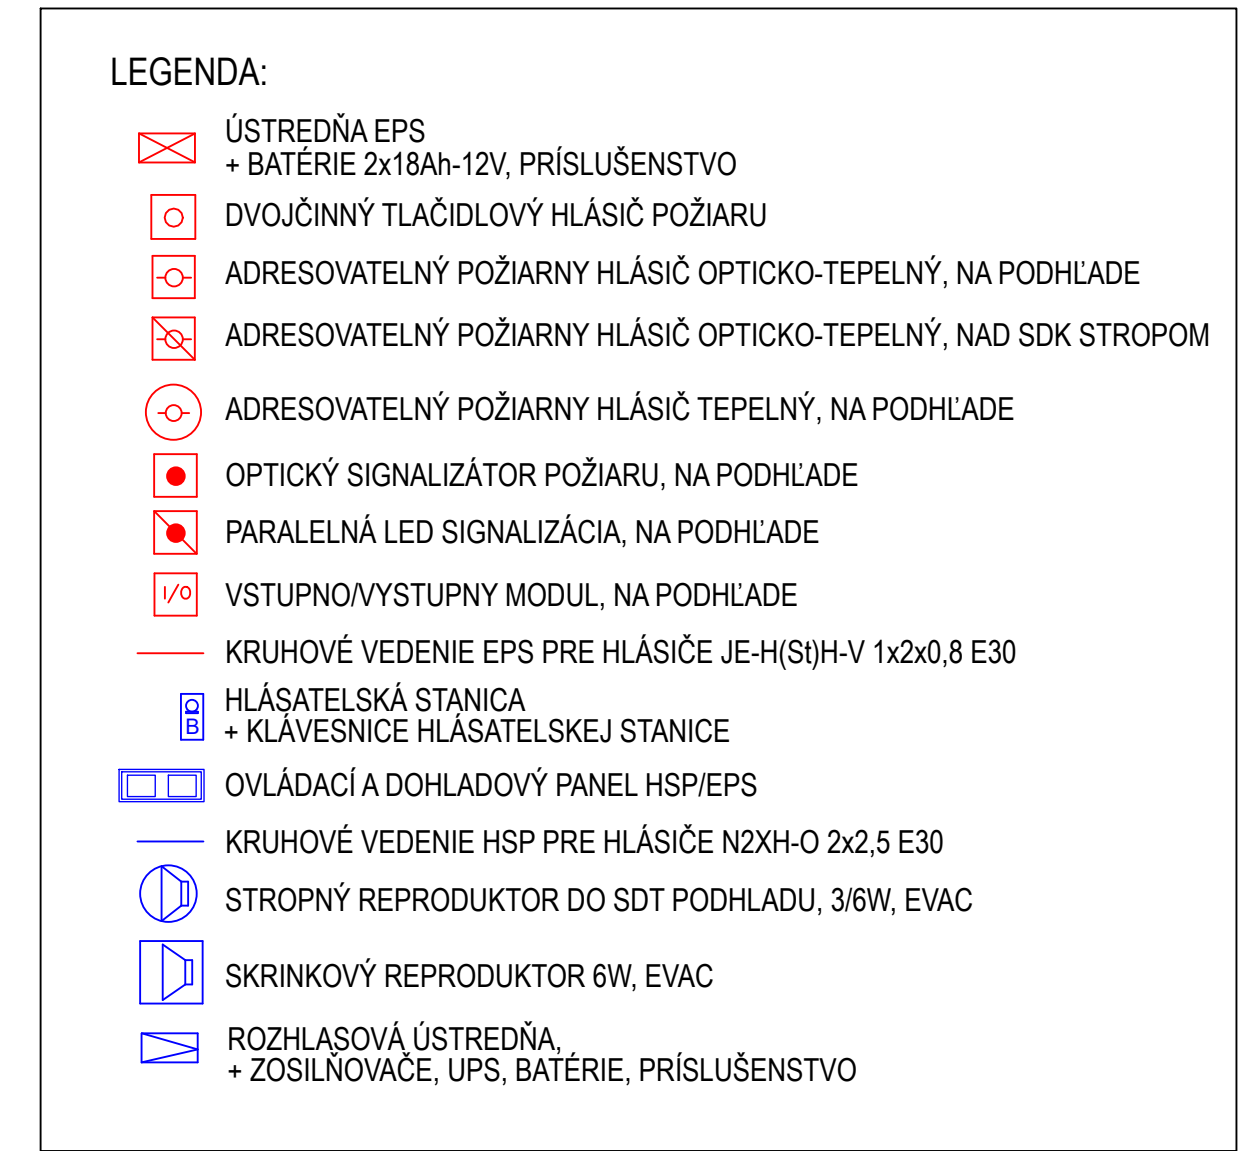 LEGENDA:
ÚSTREDŇA EPS
+ BATÉRIE 2x18Ah-12V, PRÍSLUŠENSTVO
DVOJČINNÝ TLAČIDLOVÝ HLÁSIČ POŽIARU
ADRESOVATELNÝ POŽIARNY HLÁSIČ OPTICKO-TEPELNÝ, NA PODHĽADE
ADRESOVATELNÝ POŽIARNY HLÁSIČ OPTICKO-TEPELNÝ, NAD SDK STROPOM
ADRESOVATELNÝ POŽIARNY HLÁSIČ TEPELNÝ, NA PODHĽADE
OPTICKÝ SIGNALIZÁTOR POŽIARU, NA PODHĽADE
PARALELNÁ LED SIGNALIZÁCIA, NA PODHĽADE
I/O VSTUPNO/VYSTUPNY MODUL, NA PODHĽADE
KRUHOVÉ VEDENIE EPS PRE HLÁSIČE JE-H(St)H-V 1x2x0,8 E30
HLÁSATELSKÁ STANICA
B + KLÁVESNICE HLÁSATELSKEJ STANICE
OVLÁDACÍ A DOHLADOVÝ PANEL HSP/EPS
KRUHOVÉ VEDENIE HSP PRE HLÁSIČE N2XH-O 2x2,5 E30
STROPNÝ REPRODUKTOR DO SDT PODHLADU, 3/6W, EVAC
SKRINKOVÝ REPRODUKTOR 6W, EVAC
ROZHLASOVÁ ÚSTREDŇA,
+ ZOSILŇOVAČE, UPS, BATÉRIE, PRÍSLUŠENSTVO